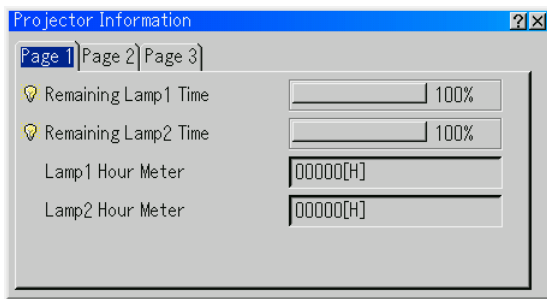 Projector Information ? ×
Page 1 Page 2 Page 3
Remaining Lamp1 Time 100%
Remaining Lamp2 Time 100%
Lamp1 Hour Meter 00000[H]
Lamp2 Hour Meter 00000[H]